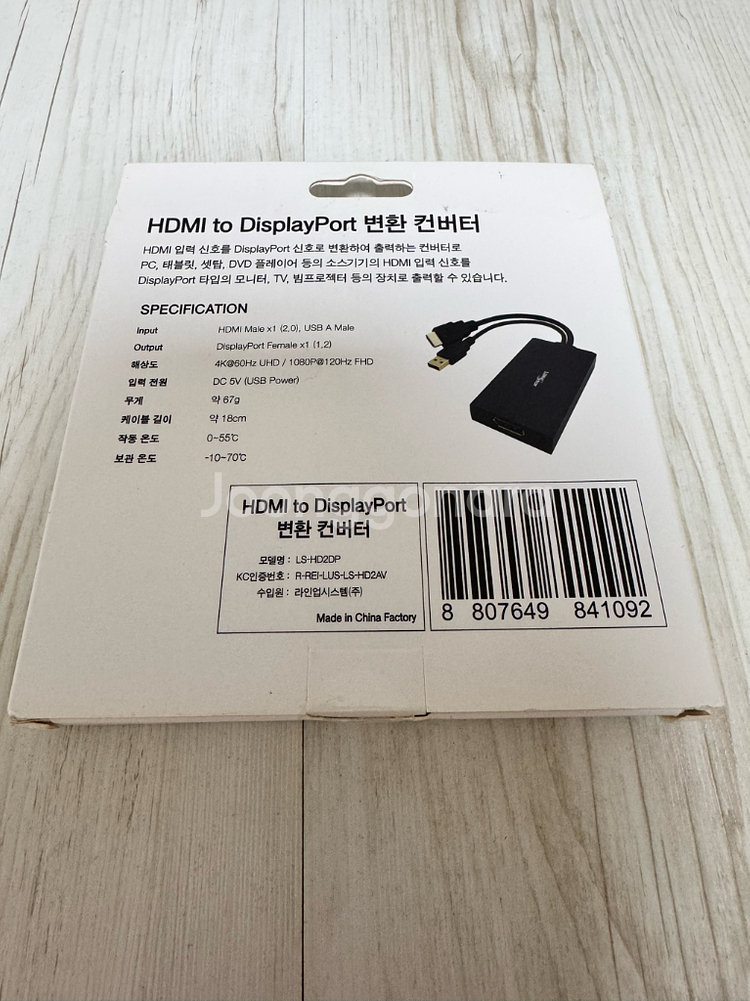 HDMI to DisplayPort 변환 컨버터
HDMI 입력 신호를 DisplayPort 신호로 변환하여 출력하는 컨버터로
PC, 태블릿, 셋탑, DVD 플레이어 등의 소스기기의 HDMI 입력 신호를
DisplayPort 타입의 모니터, TV, 빔프로젝터 등의 장치로 출력할 수 있습니다.
SPECIFICATION
Input HDMI Male x1 (2.0), USB A Male
Output DisplayPort Female x1 (1.2)
해상도 4K@60Hz UHD / 1080P@120Hz FHD
입력 전원 DC 5V (USB Power)
무게 약 67g
케이블 길이 약 18cm
작동 온도 0~55℃
보관 온도 -10~70℃
Joonggonara
HDMI to DisplayPort
변환 컨버터
모델명 : LS-HD2DP
KC인증번호 : R-REI-LUS-LS-HD2AV
수입원 : 라인업시스템(주)
Made in China Factory
8 807649 841092